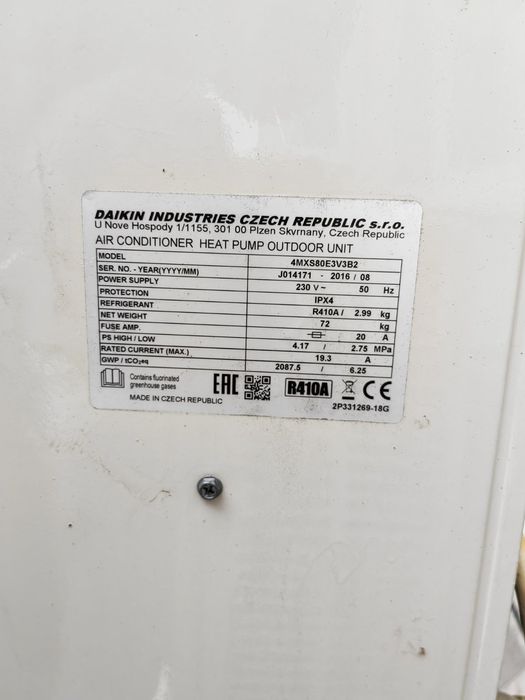 DAIKIN INDUSTRIES CZECH REPUBLIC s.r.o.
U Nove Hospody 1/1155, 301 00 Plzen Skvrnany, Czech Republic
AIR CONDITIONER HEAT PUMP OUTDOOR UNIT
MODEL 4MXS80E3V3B2
SER. NO. - YEAR(YYYY/MM) J014171 - 2016 / 08
POWER SUPPLY 230 V ~ 50 Hz
PROTECTION IPX4
REFRIGERANT R410A / 2.99 kg
NET WEIGHT 72 kg
FUSE AMP. 20 A
PS HIGH / LOW 4.17 / 2.75 MPa
RATED CURRENT (MAX.) 19.3 A
GWP / tCO₂eq 2087.5 / 6.25
Contains fluorinated
greenhouse gases
EAC
R410A
CE
MADE IN CZECH REPUBLIC
2P331269-18G